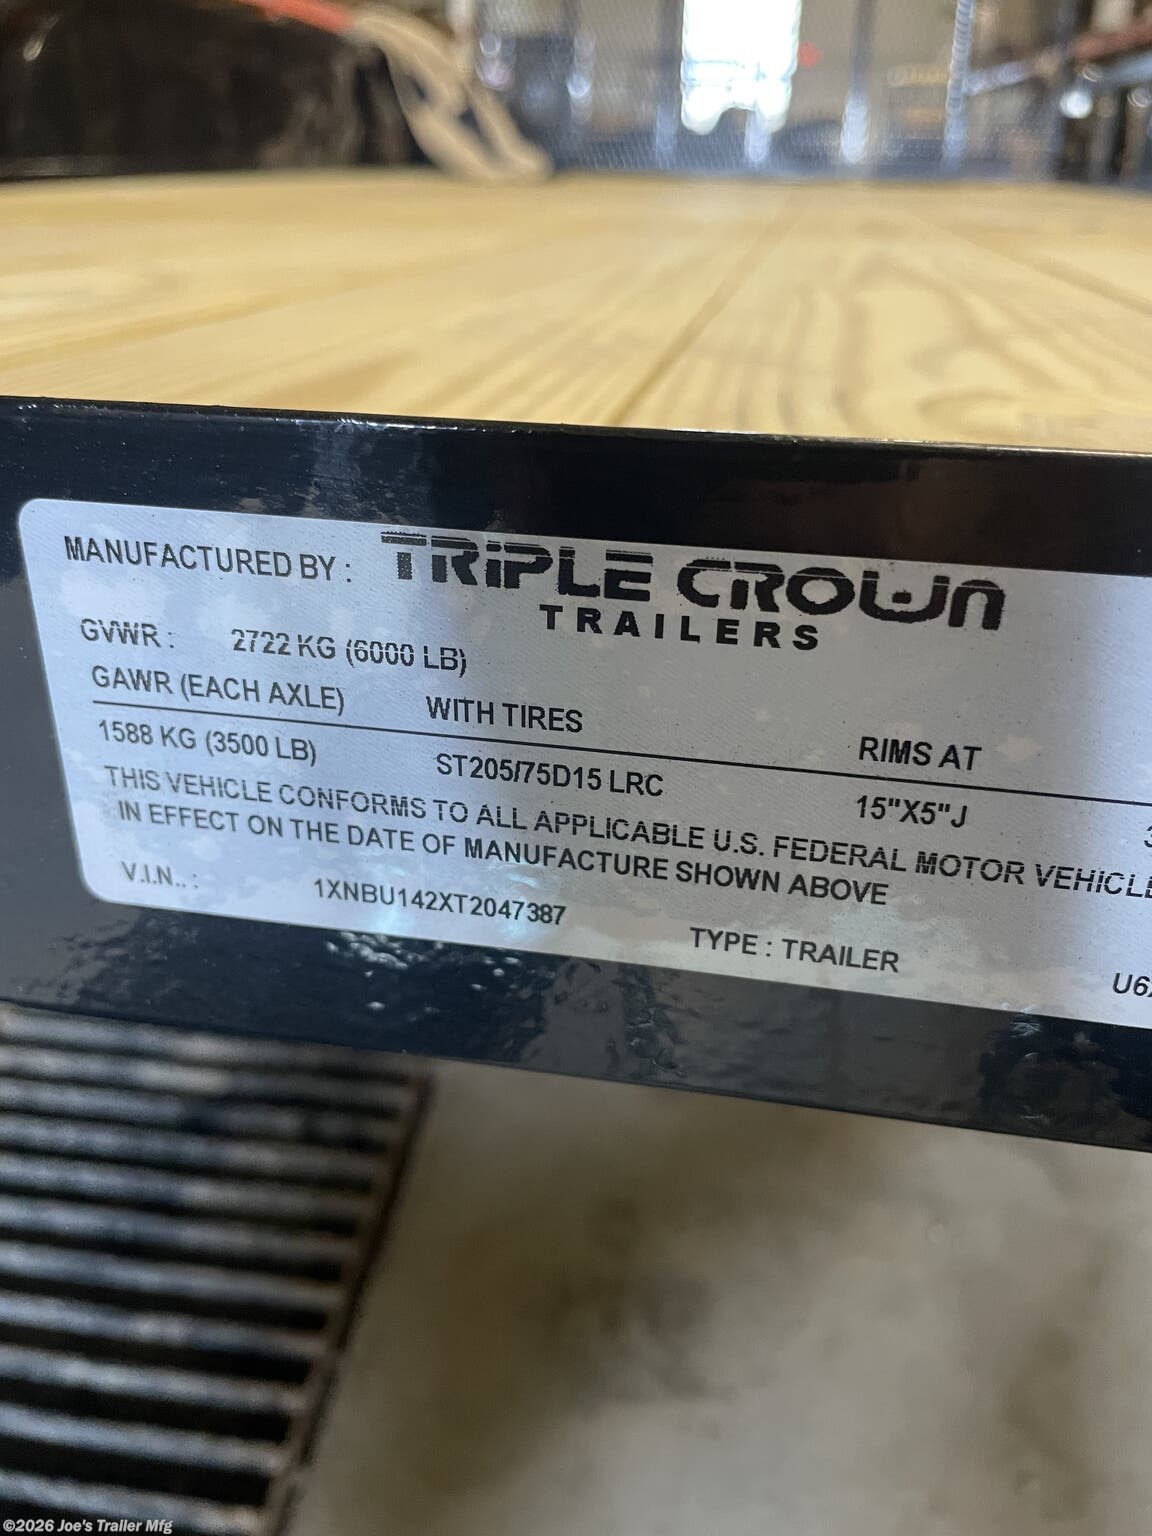 MANUFACTURED BY : TRIPLE CROWN
TRAILERS
GVWR : 2722 KG (6000 LB)
GAWR (EACH AXLE) WITH TIRES RIMS AT
1588 KG (3500 LB) ST205/75D15 LRC 15"X5"J
THIS VEHICLE CONFORMS TO ALL APPLICABLE U.S. FEDERAL MOTOR VEHICLE
IN EFFECT ON THE DATE OF MANUFACTURE SHOWN ABOVE
V.I.N.. : 1XNBU142XT2047387 TYPE : TRAILER
©2026 Joe's Trailer Mfg